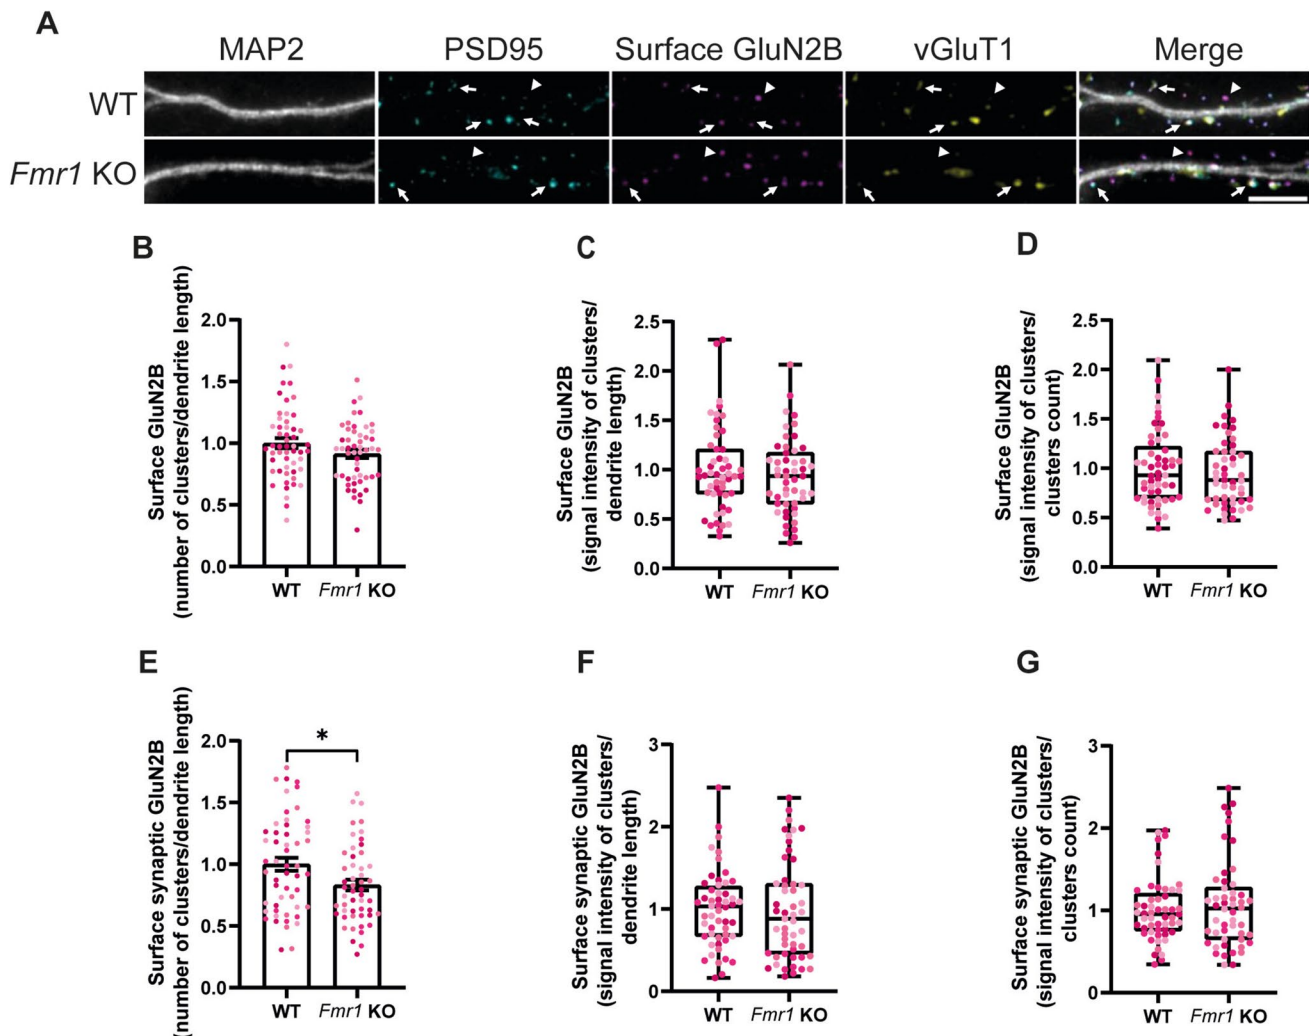 A
MAP2 PSD95 Surface GluN2B vGluT1 Merge
WT
Fmr1 KO
B
Surface GluN2B
(number of clusters/dendrite length)
2.0
1.5
1.0
0.5
0.0
WT Fmr1 KO
C
Surface GluN2B
(signal intensity of clusters/
dendrite length)
2.5
2.0
1.5
1.0
0.5
0.0
WT Fmr1 KO
D
Surface GluN2B
(signal intensity of clusters/
clusters count)
2.5
2.0
1.5
1.0
0.5
0.0
WT Fmr1 KO
E
Surface synaptic GluN2B
(number of clusters/dendrite length)
2.0
1.5
1.0
0.5
0.0
*
WT Fmr1 KO
F
Surface synaptic GluN2B
(signal intensity of clusters/
dendrite length)
3
2
1
0
WT Fmr1 KO
G
Surface synaptic GluN2B
(signal intensity of clusters/
clusters count)
3
2
1
0
WT Fmr1 KO